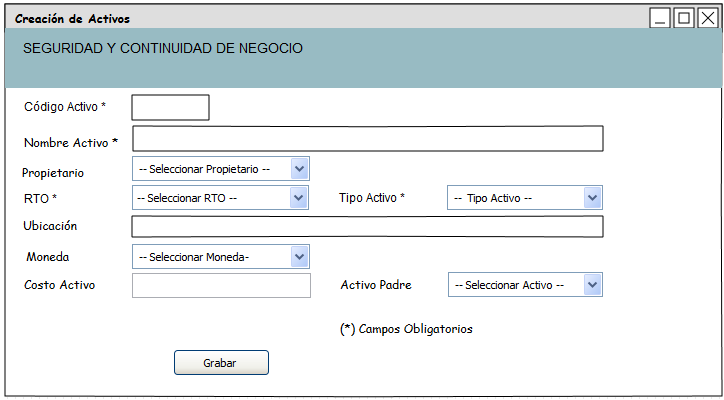 Creación de Activos
SEGURIDAD Y CONTINUIDAD DE NEGOCIO
Código Activo *
Nombre Activo *
Propietario -- Seleccionar Propietario --
RTO * -- Seleccionar RTO -- Tipo Activo * -- Tipo Activo --
Ubicación
Moneda -- Seleccionar Moneda-
Costo Activo Activo Padre -- Seleccionar Activo --
(*) Campos Obligatorios
Grabar